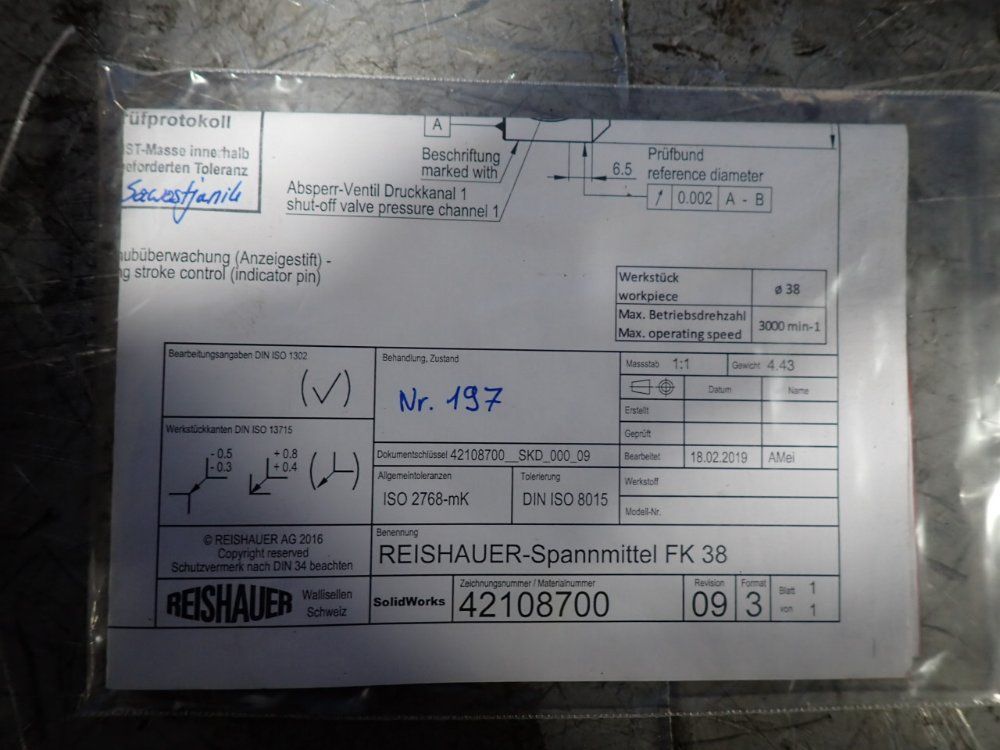 üfprotokoll
ST-Masse innerhalb
eforderten Toleranz
A
Beschriftung
marked with
Absperr-Ventil Druckkanal 1
shut-off valve pressure channel 1
6.5
Prüfbund
reference diameter
0.002 A - B
ubüberwachung (Anzeigestift) -
ng stroke control (indicator pin)
Werkstück
workpiece
ø 38
Max. Betriebsdrehzahl
Max. operating speed
3000 min-1
Bearbeitungsangaben DIN ISO 1302
Werkstückkanten DIN ISO 13715
- 0.5
- 0.3
+ 0.8
+ 0.4
Behandlung, Zustand
Nr. 197
Dokumentschlüssel 42108700__SKD_000_09
Allgemeintoleranzen
ISO 2768-mK
Tolerierung
DIN ISO 8015
Massstab 1:1
Gewicht 4.43
Datum Name
Erstellt
Geprüft
Bearbeitet 18.02.2019 AMei
Werkstoff
Modell-Nr.
© REISHAUER AG 2016
Copyright reserved
Schutzvermerk nach DIN 34 beachten
Benennung
REISHAUER-Spannmittel FK 38
REISHAUER
Wallisellen
Schweiz
SolidWorks
Zeichnungsnummer / Materialnummer
42108700
Revision
09
Format
3
Blatt 1
von 1